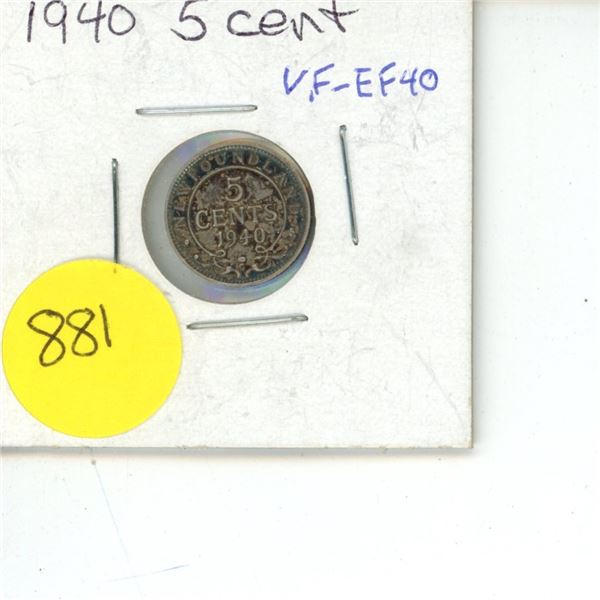 1940 5 cent
V.F-EF40
NEWFOUNDLAND
5
CENTS
1940
881